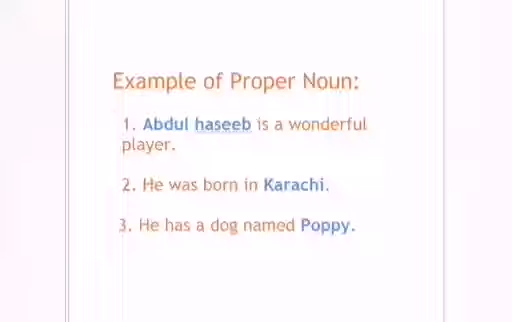 Example of Proper Noun:
1. Abdul haseeb is a wonderful
player.
2. He was born in Karachi.
3. He has a dog named Poppy.